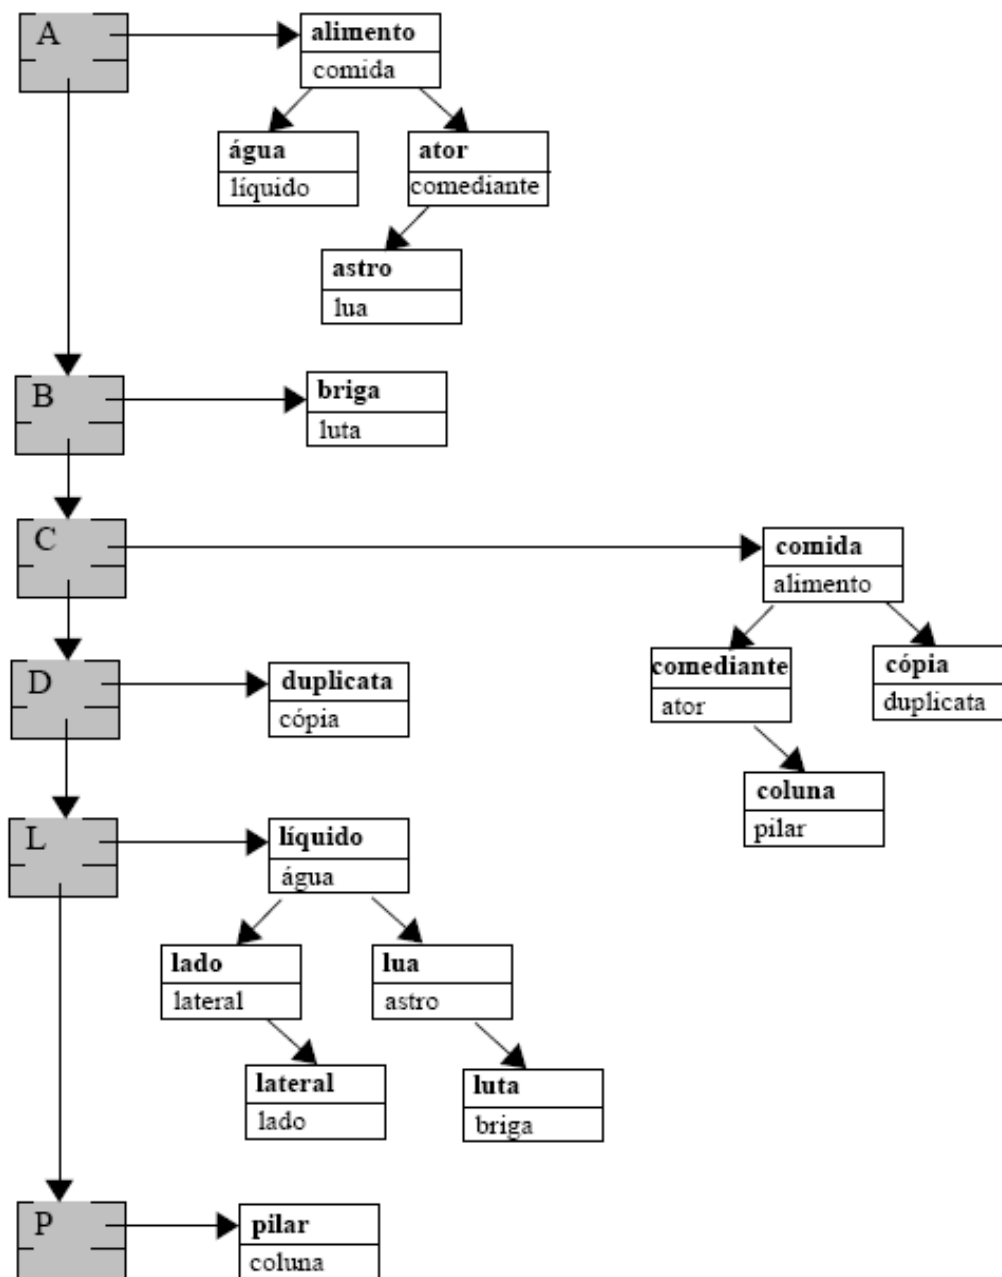 A
alimento
comida
água
líquido
ator
comediante
astro
lua
B
briga
luta
C
comida
alimento
comediante
ator
cópia
duplicata
coluna
pilar
D
duplicata
cópia
L
líquido
água
lado
lateral
lua
astro
lateral
lado
luta
briga
P
pilar
coluna